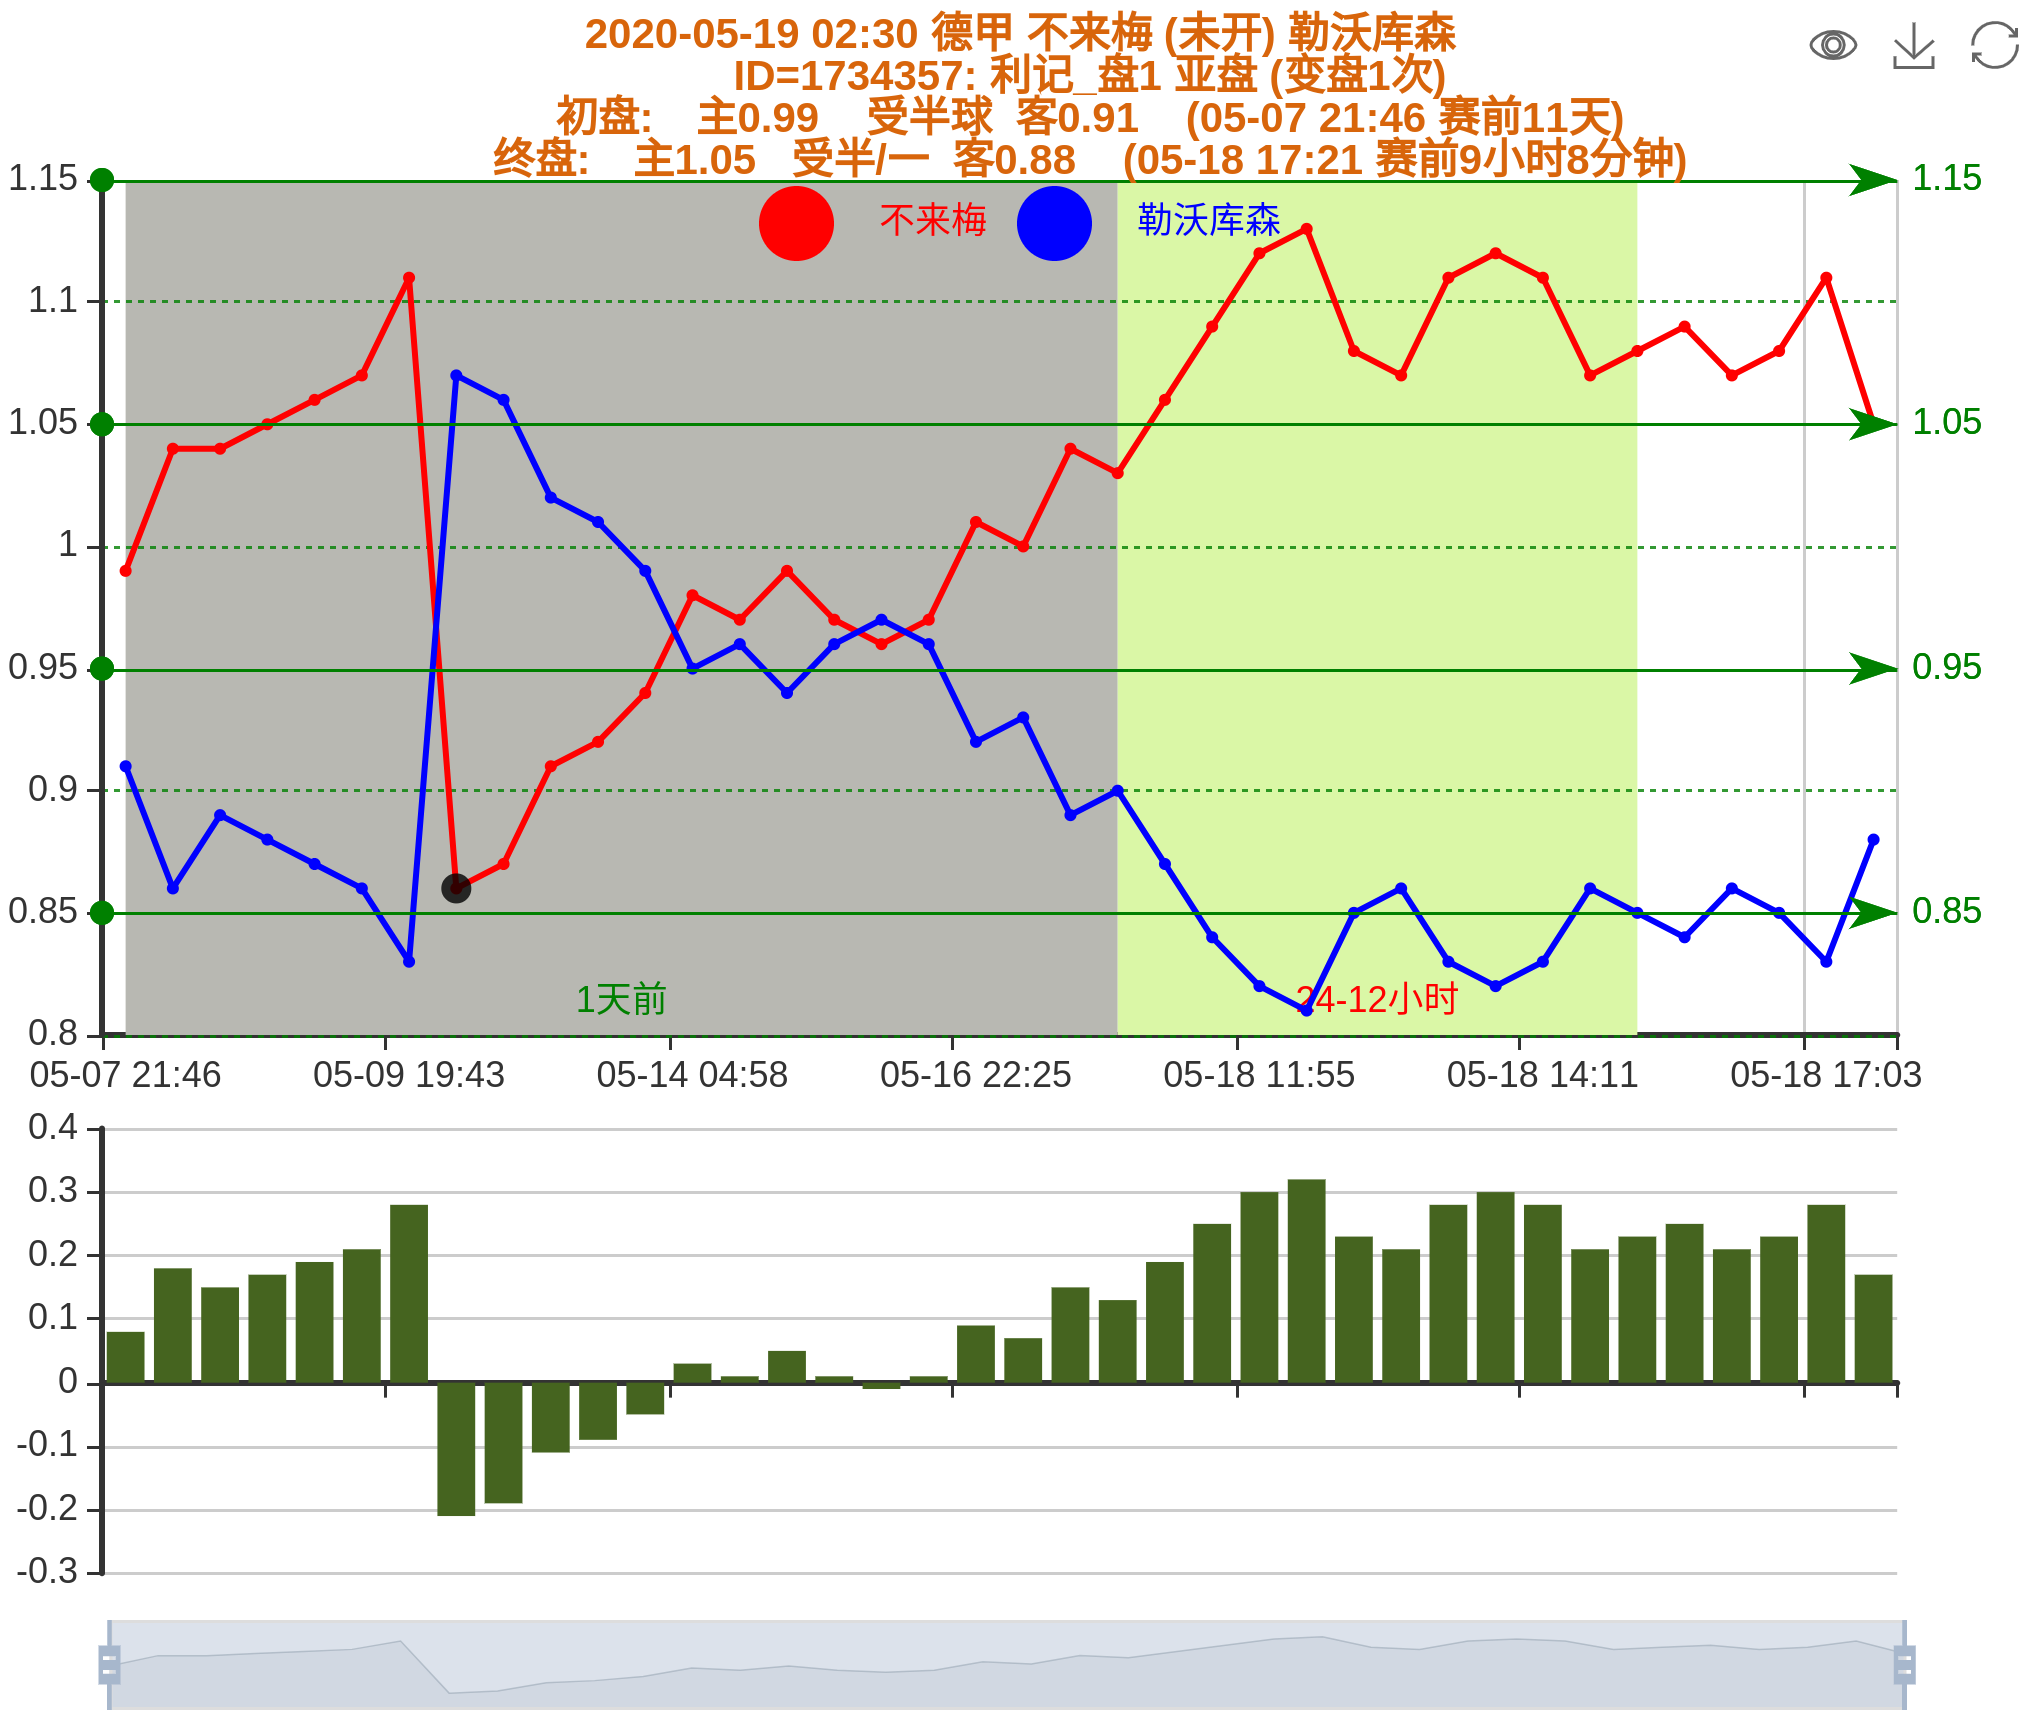 2020-05-19 02:30 德甲 不来梅 (未开) 勒沃库森
ID=1734357: 利记_盘1 亚盘 (变盘1次)
初盘: 主0.99 受半球 客0.91 (05-07 21:46 赛前11天)
终盘: 主1.05 受半/一 客0.88 (05-18 17:21 赛前9小时8分钟)
不来梅 勒沃库森
1.15 1.15
1.1
1.05 1.05
1
0.95 0.95
0.9
0.85 0.85
1天前 24-12小时
0.8
05-07 21:46 05-09 19:43 05-14 04:58 05-16 22:25 05-18 11:55 05-18 14:11 05-18 17:03
0.4
0.3
0.2
0.1
0
-0.1
-0.2
-0.3